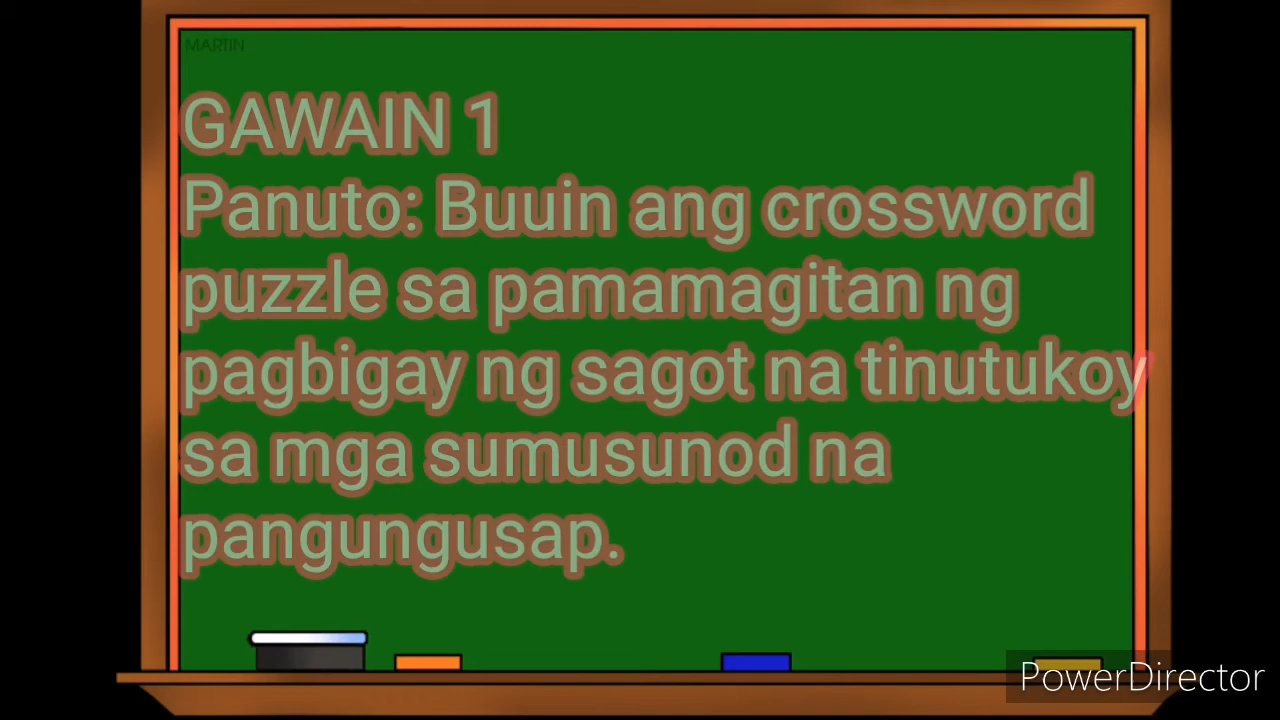 MARTIN
GAWAIN 1
Panuto: Buuin ang crossword
puzzle sa pamamagitan ng
pagbigay ng sagot na tinutukoy
sa mga sumusunod na
pangungusap.
PowerDirector